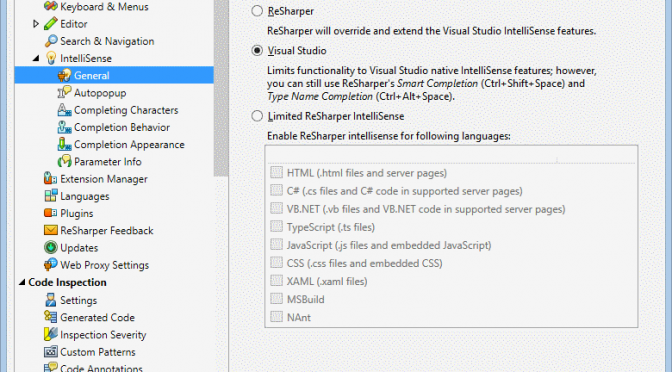 Keyboard & Menus
Editor
Search & Navigation
IntelliSense
General
Autopopup
Completing Characters
Completion Behavior
Completion Appearance
Parameter Info
Extension Manager
Languages
Plugins
ReSharper Feedback
Updates
Web Proxy Settings
Code Inspection
Settings
Generated Code
Inspection Severity
Custom Patterns
Code Annotations
ReSharper
ReSharper will override and extend the Visual Studio IntelliSense features.
Visual Studio
Limits functionality to Visual Studio native IntelliSense features; however,
you can still use ReSharper's Smart Completion (Ctrl+Shift+Space) and
Type Name Completion (Ctrl+Alt+Space).
Limited ReSharper IntelliSense
Enable ReSharper intellisense for following languages:
HTML (.html files and server pages)
C# (.cs files and C# code in supported server pages)
VB.NET (.vb files and VB.NET code in supported server pages)
TypeScript (.ts files)
JavaScript (.js files and embedded JavaScript)
CSS (.css files and embedded CSS)
XAML (.xaml files)
MSBuild
NAnt